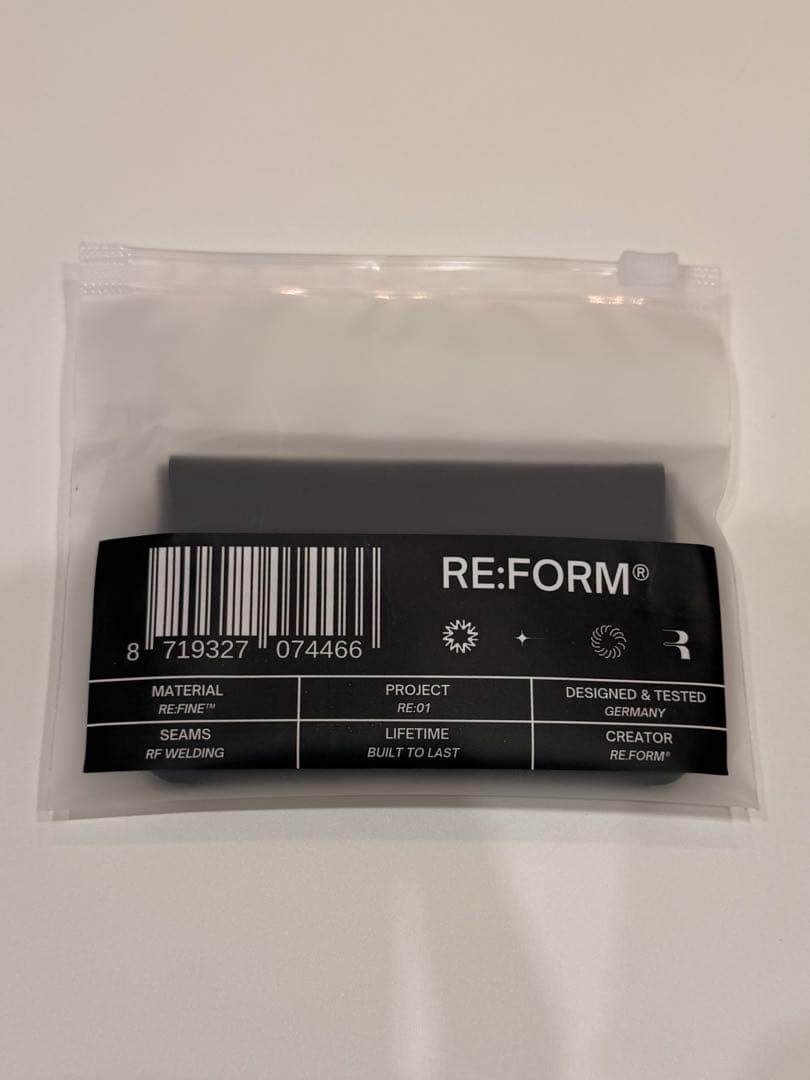 RE:FORM®
8 719327 074466
MATERIAL
RE:FINE™
PROJECT
RE:01
DESIGNED & TESTED
GERMANY
SEAMS
RF WELDING
LIFETIME
BUILT TO LAST
CREATOR
RE.FORM®